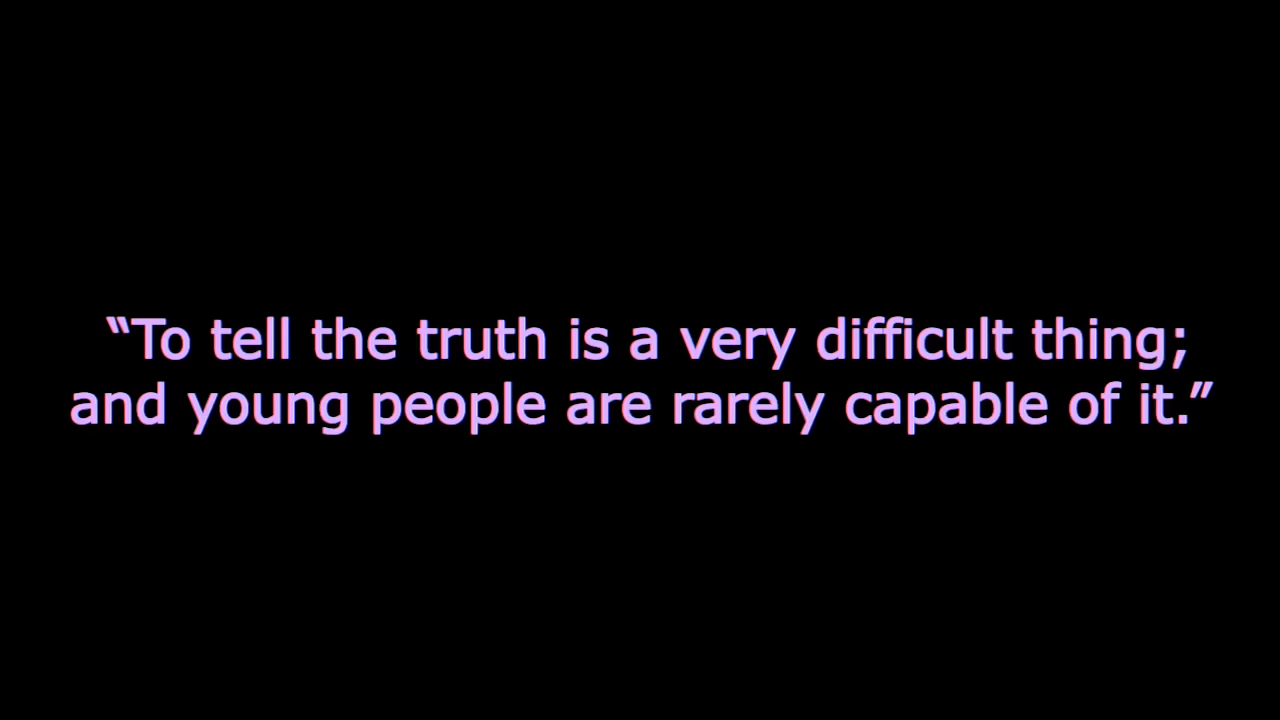 “To tell the truth is a very difficult thing;
and young people are rarely capable of it.”